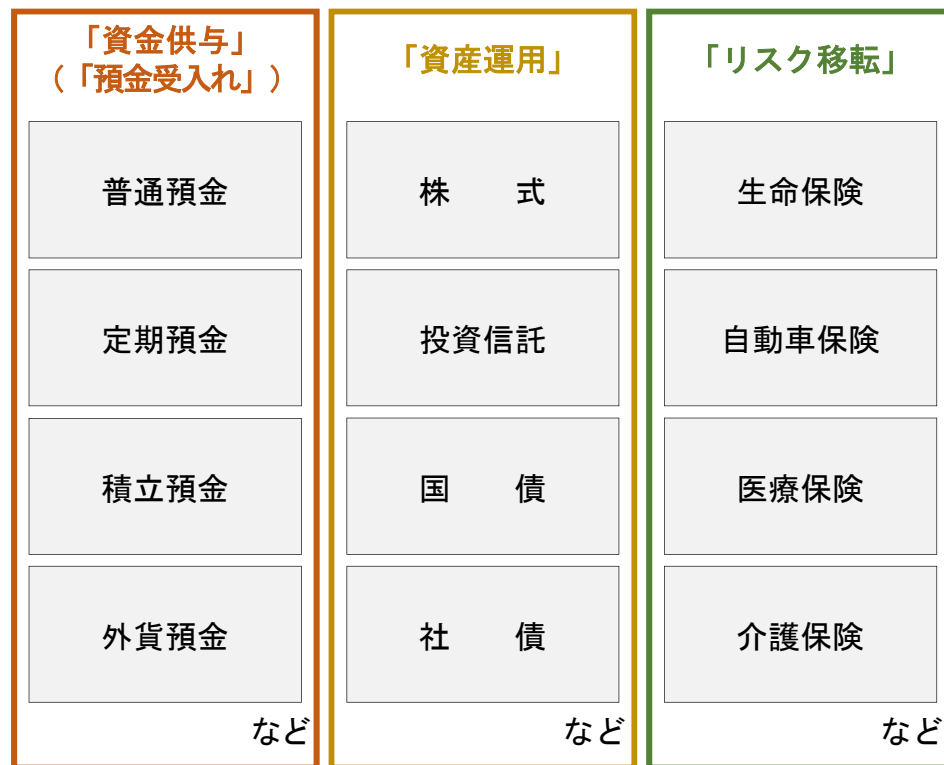 「資金供与」
(「預金受入れ」)
普通預金
定期預金
積立預金
外貨預金
など
「資産運用」
株　　式
投資信託
国　　債
社　　債
など
「リスク移転」
生命保険
自動車保険
医療保険
介護保険
など